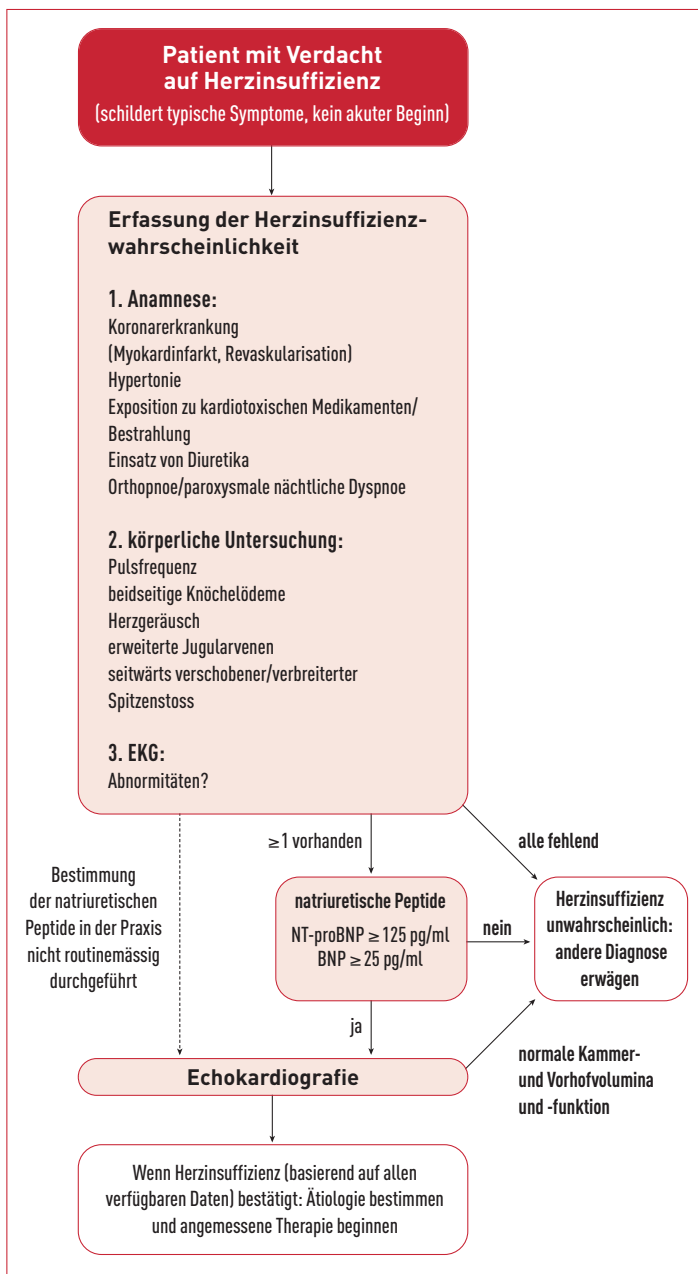 Patient mit Verdacht
auf Herzinsuffizienz
(schildert typische Symptome, kein akuter Beginn)
Erfassung der Herzinsuffizienz-
wahrscheinlichkeit
1. Anamnese:
Koronarerkrankung
(Myokardinfarkt, Revaskularisation)
Hypertonie
Exposition zu kardiotoxischen Medikamenten/
Bestrahlung
Einsatz von Diuretika
Orthopnoe/paroxysmale nächtliche Dyspnoe
2. körperliche Untersuchung:
Pulsfrequenz
beidseitige Knöchelödeme
Herzgeräusch
erweiterte Jugularvenen
seitwärts verschobener/verbreiterter
Spitzenstoss
3. EKG:
Abnormitäten?
≥1 vorhanden
alle fehlend
Bestimmung
der natriuretischen
Peptide in der Praxis
nicht routinemässig
durchgeführt
natriuretische Peptide
NT-proBNP ≥ 125 pg/ml
BNP ≥ 25 pg/ml
nein
Herzinsuffizienz
unwahrscheinlich:
andere Diagnose
erwägen
ja
Echokardiografie
normale Kammer-
und Vorhofvolumina
und -funktion
Wenn Herzinsuffizienz (basierend auf allen
verfügbaren Daten) bestätigt: Ätiologie bestimmen
und angemessene Therapie beginnen